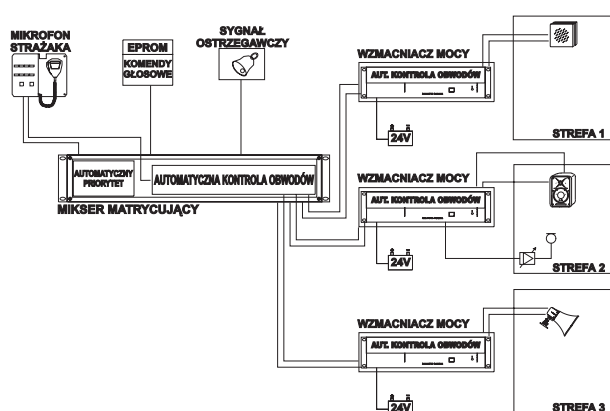 MIKROFON
STRAŻAKA
EPROM
KOMENDY
GŁOSOWE
SYGNAŁ
OSTRZEGAWCZY
WZMACNIACZ MOCY
AUT. KONTROLA OBWODÓW
24V
STREFA 1
AUTOMATYCZNY
PRIORYTET
AUTOMATYCZNA KONTROLA OBWODÓW
MIKSER MATRYCUJĄCY
WZMACNIACZ MOCY
AUT. KONTROLA OBWODÓW
24V
STREFA 2
WZMACNIACZ MOCY
AUT. KONTROLA OBWODÓW
24V
STREFA 3